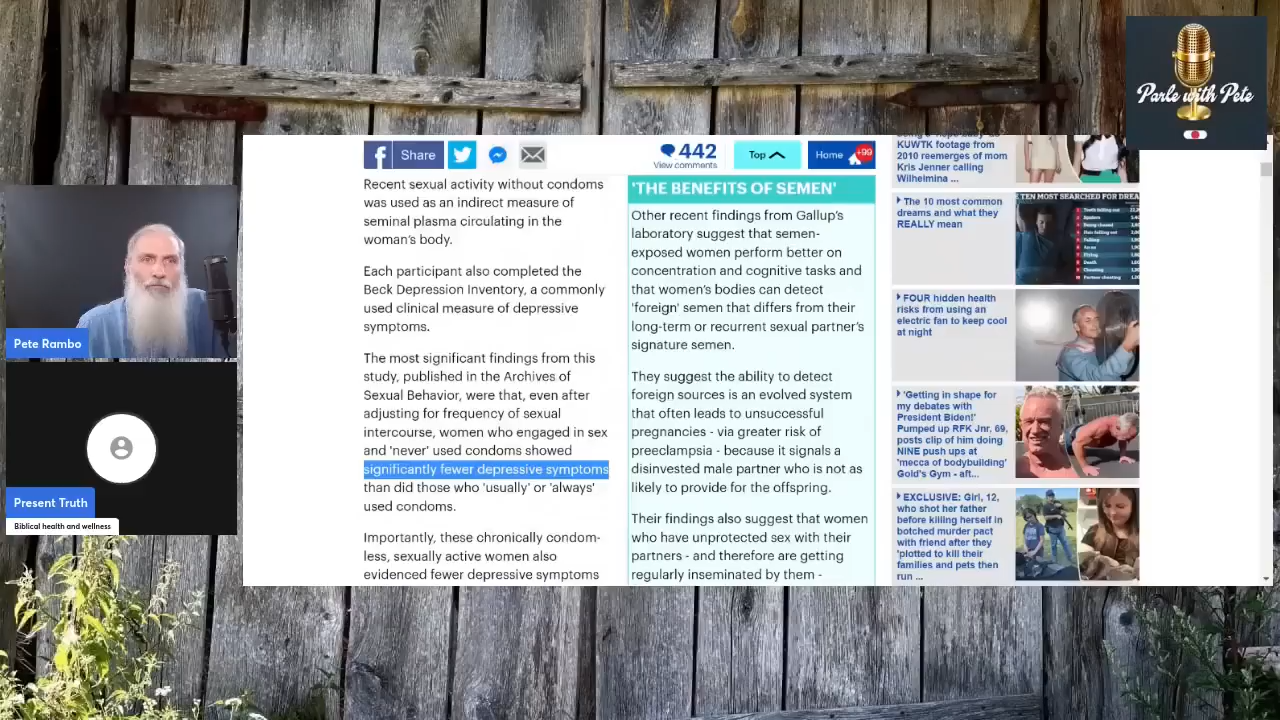 Parle with Pete
Pete Rambo
Present Truth
Biblical health and wellness
Share
442
View comments
Top
Home
+99
Recent sexual activity without condoms
was used as an indirect measure of
seminal plasma circulating in the
woman's body.
Each participant also completed the
Beck Depression Inventory, a commonly
used clinical measure of depressive
symptoms.
The most significant findings from this
study, published in the Archives of
Sexual Behavior, were that, even after
adjusting for frequency of sexual
intercourse, women who engaged in sex
and 'never' used condoms showed
significantly fewer depressive symptoms
than did those who 'usually' or 'always'
used condoms.
Importantly, these chronically condom-
less, sexually active women also
evidenced fewer depressive symptoms
'THE BENEFITS OF SEMEN'
Other recent findings from Gallup's
laboratory suggest that semen-
exposed women perform better on
concentration and cognitive tasks and
that women's bodies can detect
'foreign' semen that differs from their
long-term or recurrent sexual partner's
signature semen.
They suggest the ability to detect
foreign sources is an evolved system
that often leads to unsuccessful
pregnancies - via greater risk of
preeclampsia - because it signals a
disinvested male partner who is not as
likely to provide for the offspring.
Their findings also suggest that women
who have unprotected sex with their
partners - and therefore are getting
regularly inseminated by them -
KUWTK footage from
2010 reemerges of mom
Kris Jenner calling
Wilhelmina ...
The 10 most common
dreams and what they
REALLY mean
TEN MOST SEARCHED FOR DREA
FOUR hidden health
risks from using an
electric fan to keep cool
at night
'Getting in shape for
my debates with
President Biden!'
Pumped up RFK Jnr, 69,
posts clip of him doing
NINE push ups at
'mecca of bodybuilding'
Gold's Gym - aft...
EXCLUSIVE: Girl, 12,
who shot her father
before killing herself in
botched murder pact
with friend after they
'plotted to kill their
families and pets then
run ...